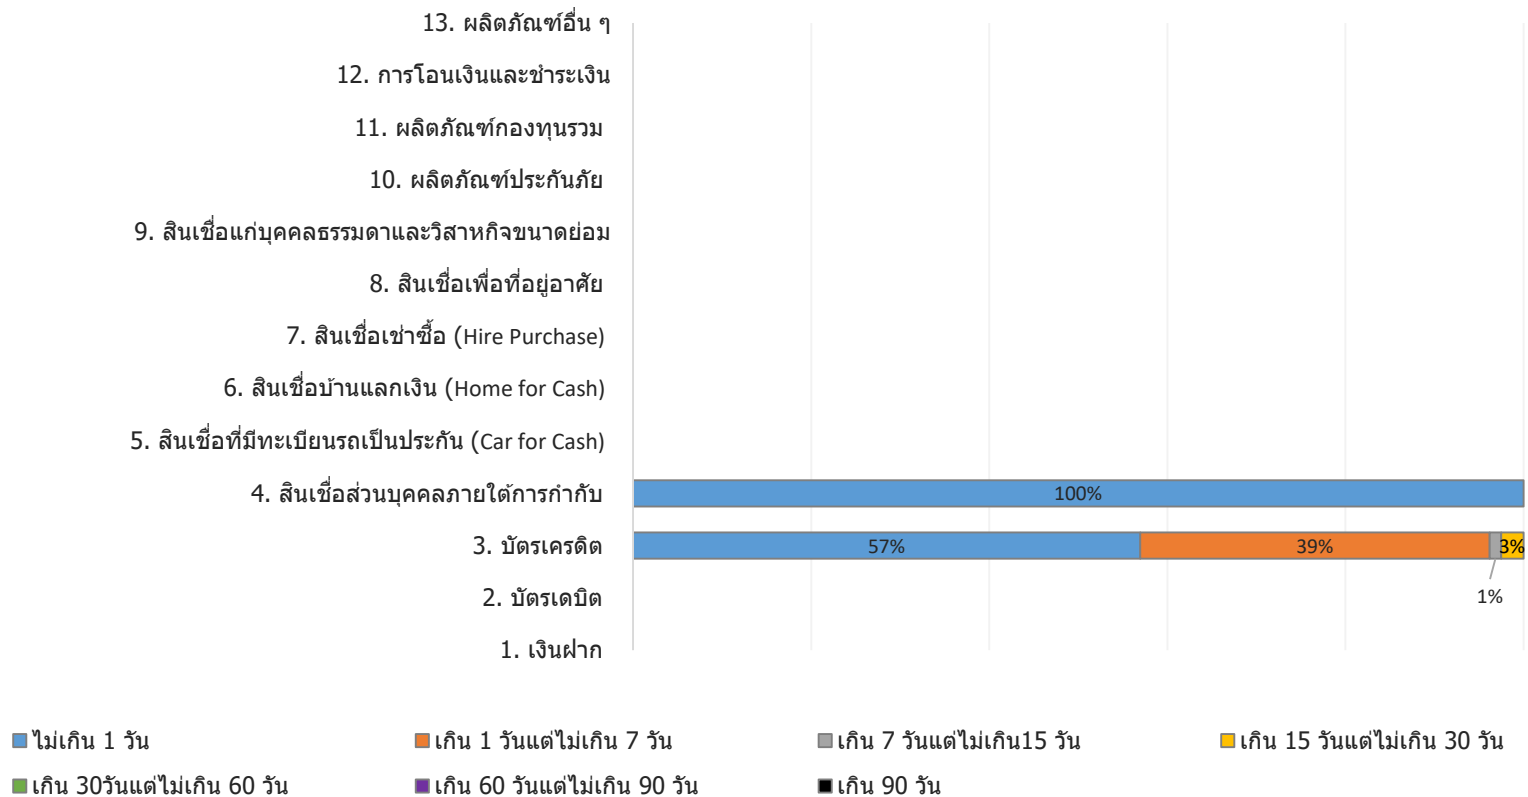 13. ผลิตภัณฑ์อื่น ๆ
12. การโอนเงินและชำระเงิน
11. ผลิตภัณฑ์กองทุนรวม
10. ผลิตภัณฑ์ประกันภัย
9. สินเชื่อแก่บุคคลธรรมดาและวิสาหกิจขนาดย่อม
8. สินเชื่อเพื่อที่อยู่อาศัย
7. สินเชื่อเช่าซื้อ (Hire Purchase)
6. สินเชื่อบ้านแลกเงิน (Home for Cash)
5. สินเชื่อที่มีทะเบียนรถเป็นประกัน (Car for Cash)
4. สินเชื่อส่วนบุคคลภายใต้การกำกับ 100%
3. บัตรเครดิต 57% 39% 3%
2. บัตรเดบิต 1%
1. เงินฝาก
ไม่เกิน 1 วัน เกิน 1 วันแต่ไม่เกิน 7 วัน เกิน 7 วันแต่ไม่เกิน15 วัน เกิน 15 วันแต่ไม่เกิน 30 วัน
เกิน 30วันแต่ไม่เกิน 60 วัน เกิน 60 วันแต่ไม่เกิน 90 วัน เกิน 90 วัน